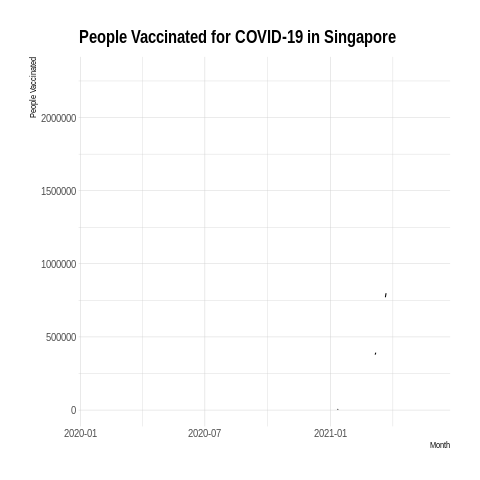 People Vaccinated for COVID-19 in Singapore
People Vaccinated
2000000
1500000
1000000
500000
0
2020-01
2020-07
2021-01
Month